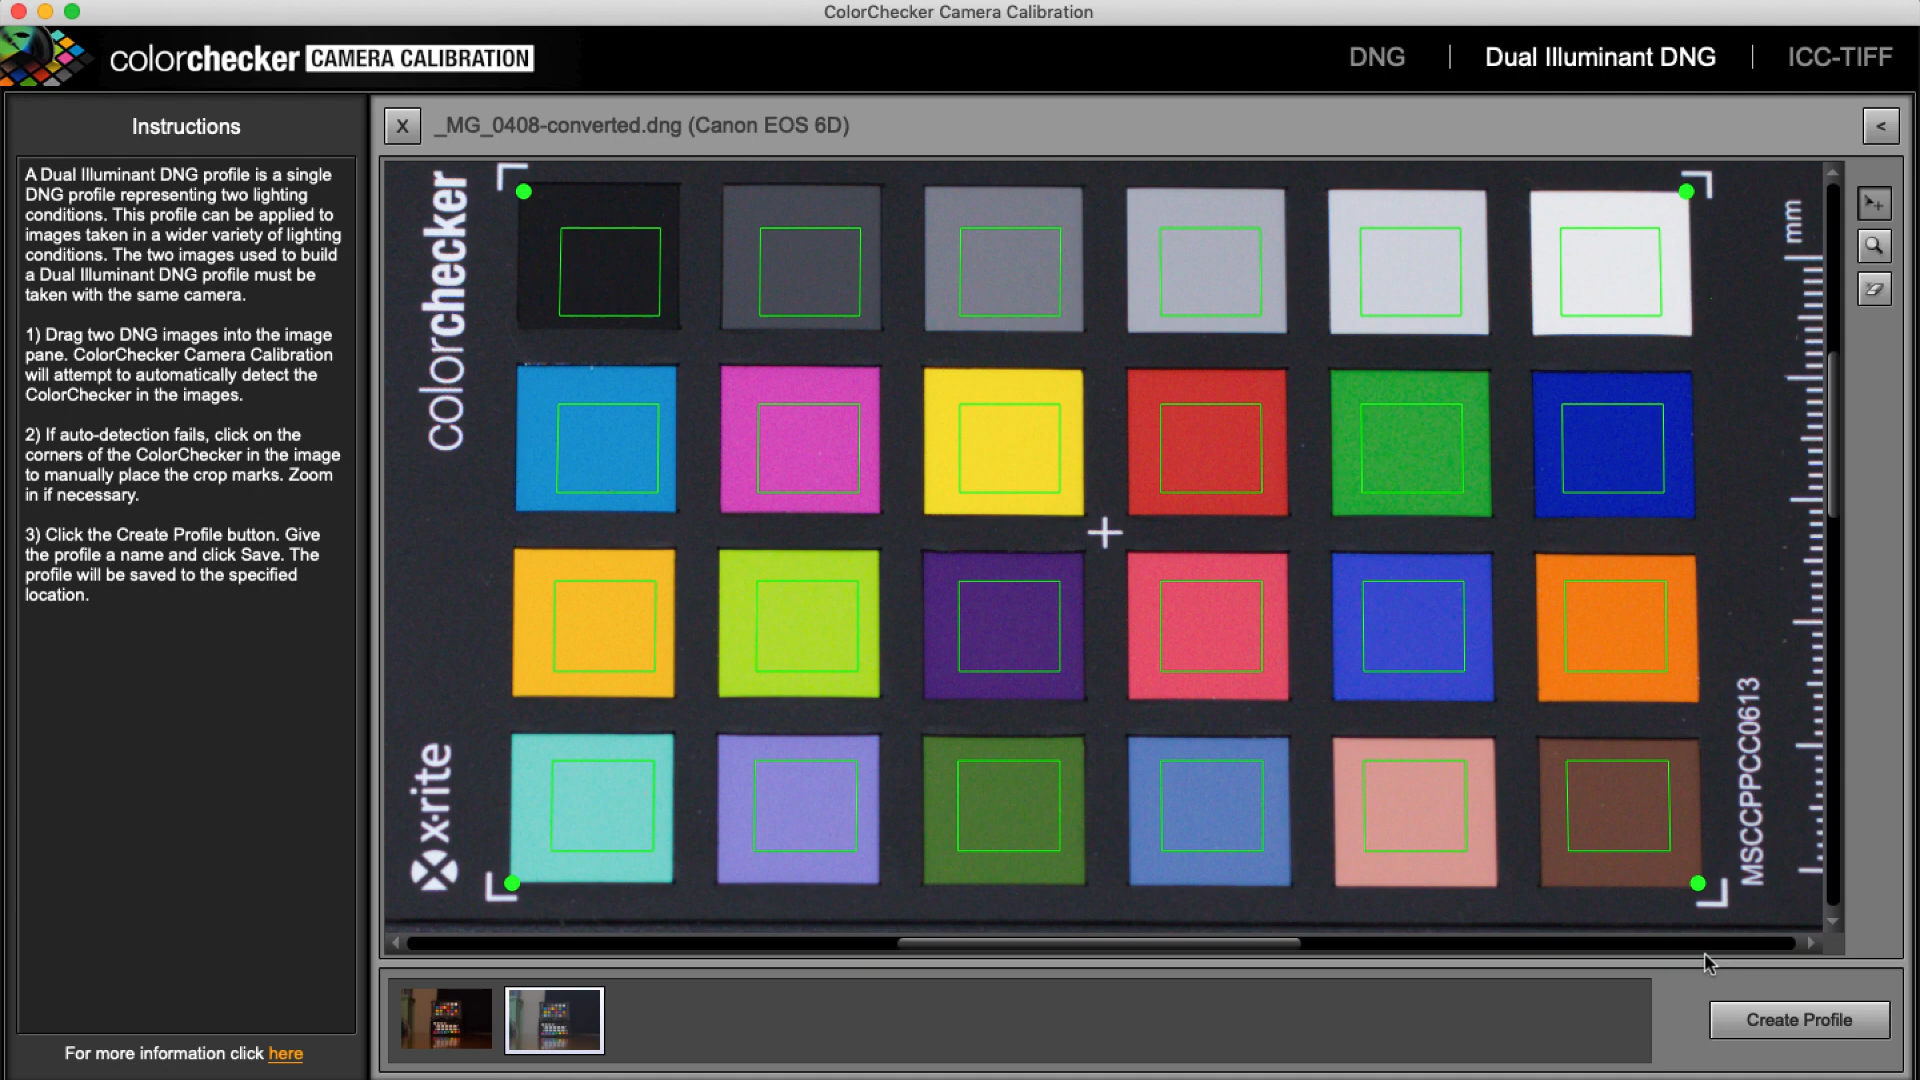 ColorChecker Camera Calibration
colorchecker CAMERA CALIBRATION
DNG | Dual Illuminant DNG | ICC-TIFF
Instructions
A Dual Illuminant DNG profile is a single
DNG profile representing two lighting
conditions. This profile can be applied to
images taken in a wider variety of lighting
conditions. The two images used to build
a Dual Illuminant DNG profile must be
taken with the same camera.
1) Drag two DNG images into the image
pane. ColorChecker Camera Calibration
will attempt to automatically detect the
ColorChecker in the images.
2) If auto-detection fails, click on the
corners of the ColorChecker in the image
to manually place the crop marks. Zoom
in if necessary.
3) Click the Create Profile button. Give
the profile a name and click Save. The
profile will be saved to the specified
location.
For more information click here
X
_MG_0408-converted.dng (Canon EOS 6D)
<
colorchecker
x·rite
mm
MSCCPPCC0613
Create Profile